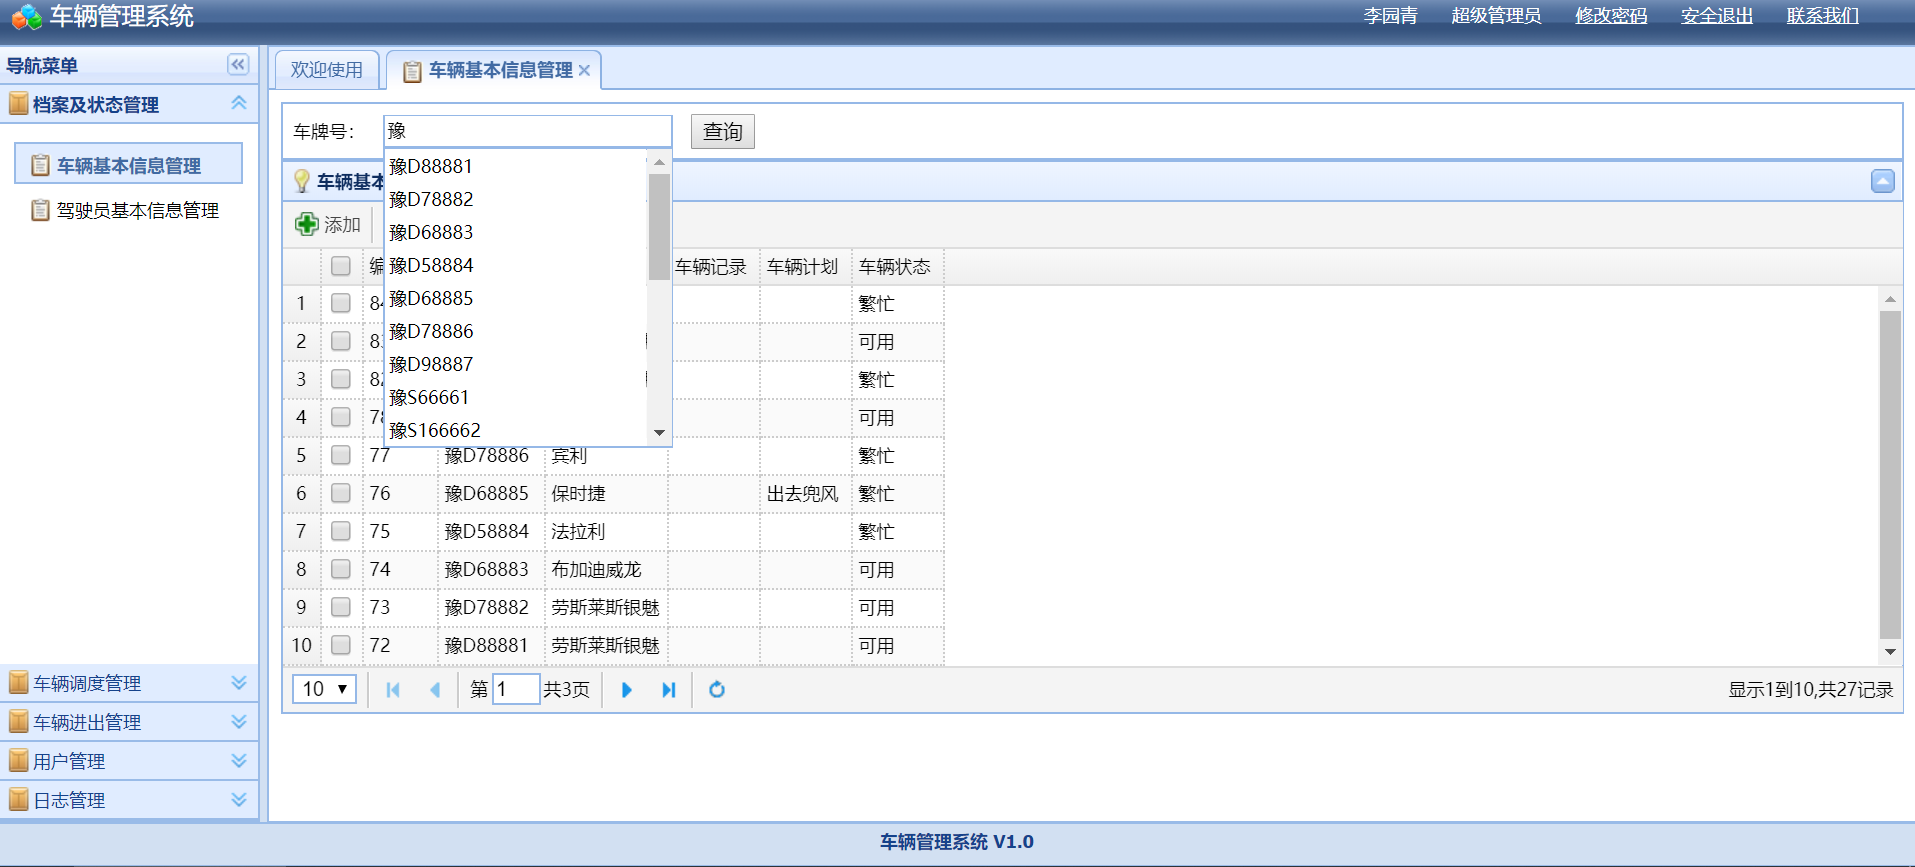 车辆管理系统
李园青 超级管理员 修改密码 安全退出 联系我们
导航菜单
欢迎使用 车辆基本信息管理
档案及状态管理
车辆基本信息管理
驾驶员基本信息管理
车辆调度管理
车辆进出管理
用户管理
日志管理
车牌号： 豫 查询
豫D88881
豫D78882
豫D68883
豫D58884
豫D68885
豫D78886
豫D98887
豫S66661
豫S166662
车辆基本
添加
编 车辆记录 车辆计划 车辆状态
1 84 繁忙
2 83 可用
3 82 繁忙
4 78 可用
5 77 豫D78886 宾利 繁忙
6 76 豫D68885 保时捷 出去兜风 繁忙
7 75 豫D58884 法拉利 繁忙
8 74 豫D68883 布加迪威龙 可用
9 73 豫D78882 劳斯莱斯银魅 可用
10 72 豫D88881 劳斯莱斯银魅 可用
10 第 1 共3页 显示1到10,共27记录
车辆管理系统 V1.0